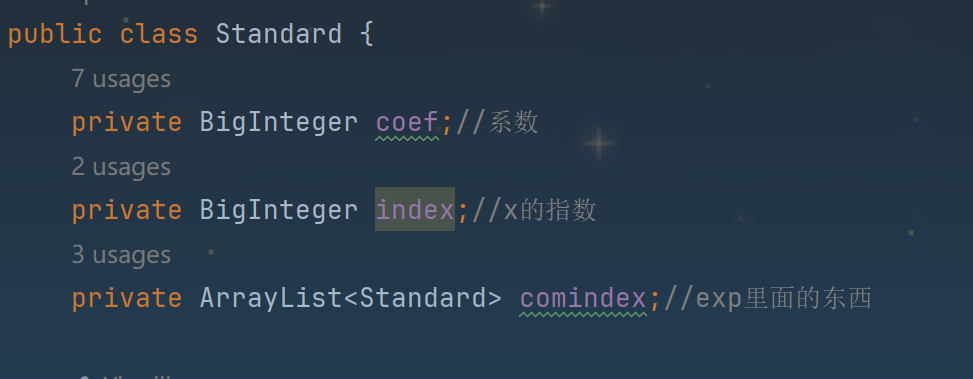 public class Standard {
7 usages
private BigInteger coef;//系数
2 usages
private BigInteger index;//x的指数
3 usages
private ArrayList<Standard> comindex;//exp里面的东西